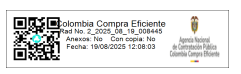 Colombia Compra Eficiente
Rad No. 2_2025_08_19_008445
Anexos: No Con copia: No
Fecha: 19/08/2025 12:08:03
Agencia Nacional
de Contratación Pública
Colombia Compra Eficiente